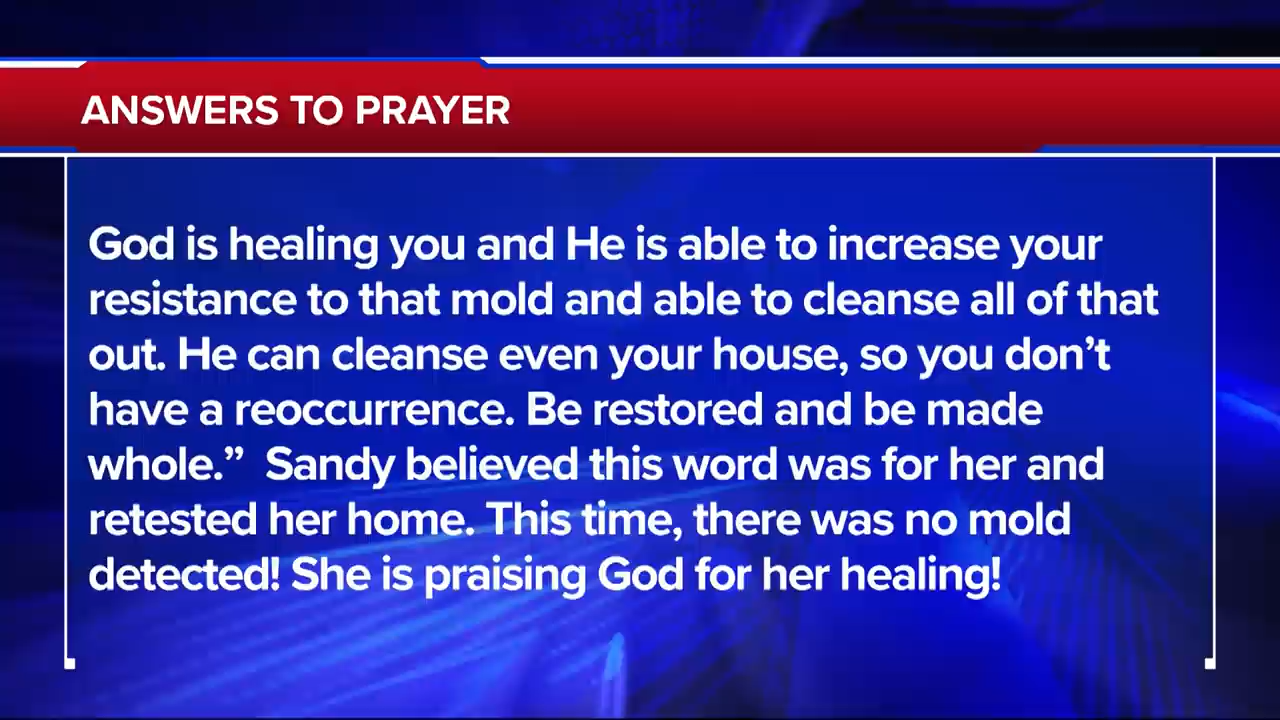 ANSWERS TO PRAYER
God is healing you and He is able to increase your
resistance to that mold and able to cleanse all of that
out. He can cleanse even your house, so you don’t
have a reoccurrence. Be restored and be made
whole.”  Sandy believed this word was for her and
retested her home. This time, there was no mold
detected! She is praising God for her healing!